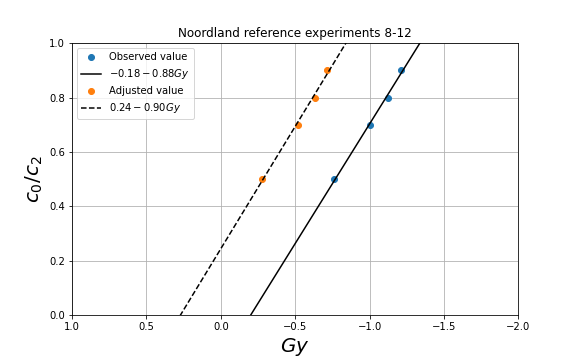 Noordland reference experiments 8-12
Observed value
−0.18 − 0.88Gy
Adjusted value
0.24 − 0.90Gy
1.0
0.8
0.6
0.4
0.2
0.0
c₀/c₂
1.0 0.5 0.0 −0.5 −1.0 −1.5 −2.0
Gy